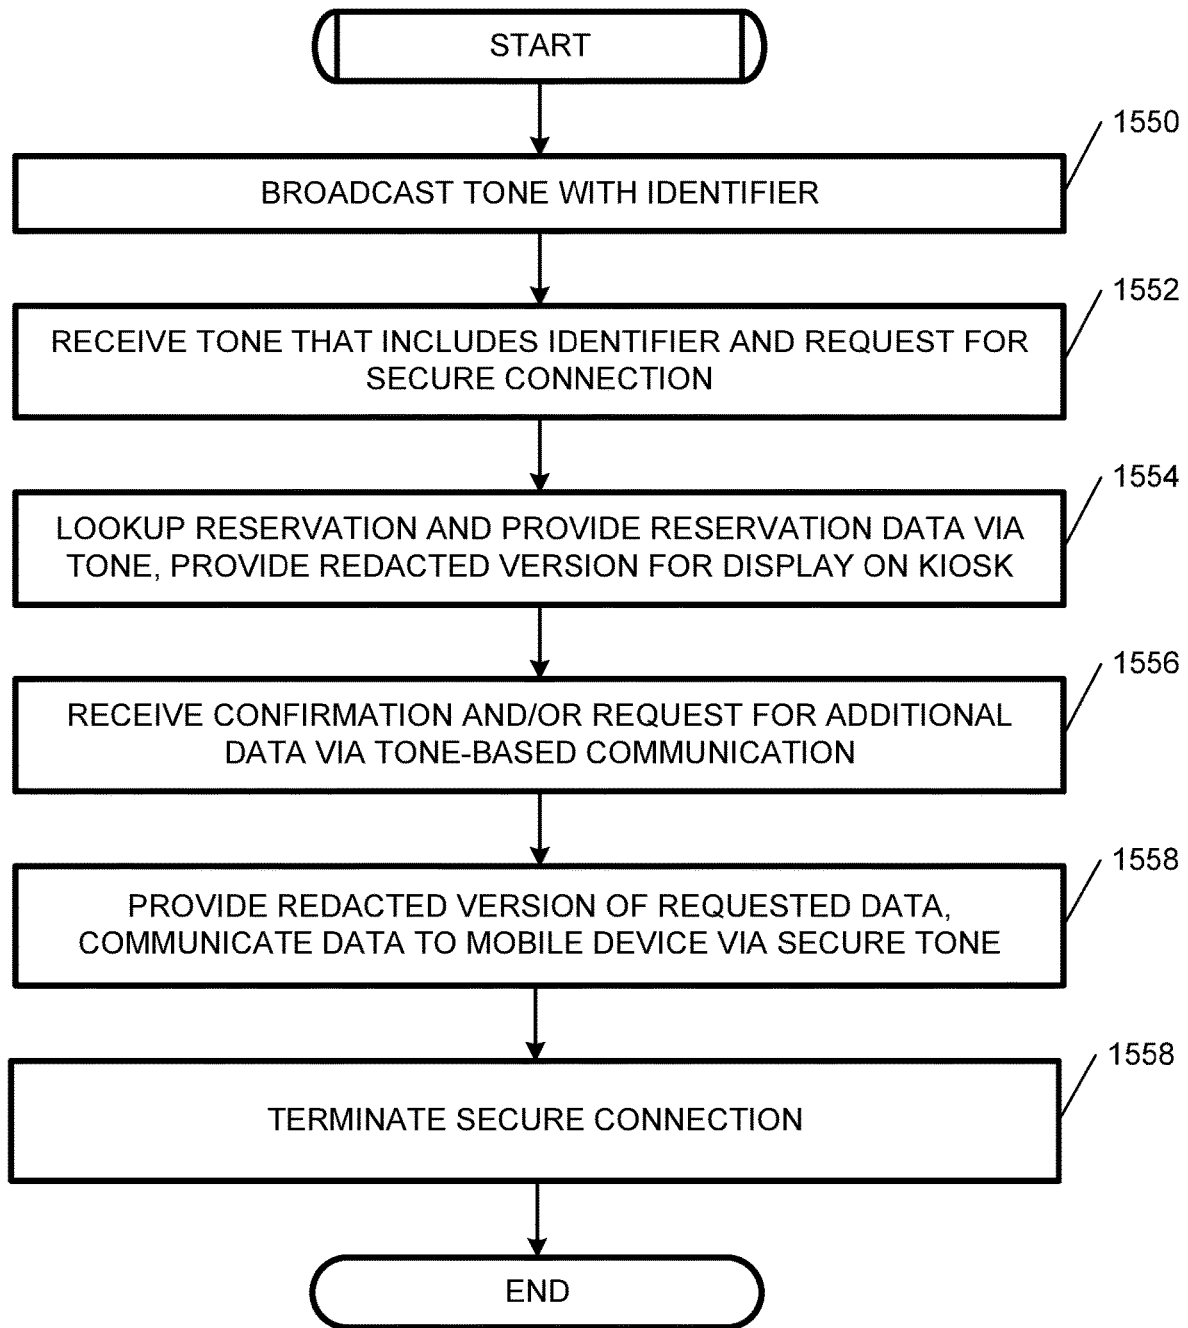 START
1550
BROADCAST TONE WITH IDENTIFIER
1552
RECEIVE TONE THAT INCLUDES IDENTIFIER AND REQUEST FOR
SECURE CONNECTION
1554
LOOKUP RESERVATION AND PROVIDE RESERVATION DATA VIA
TONE, PROVIDE REDACTED VERSION FOR DISPLAY ON KIOSK
1556
RECEIVE CONFIRMATION AND/OR REQUEST FOR ADDITIONAL
DATA VIA TONE-BASED COMMUNICATION
1558
PROVIDE REDACTED VERSION OF REQUESTED DATA,
COMMUNICATE DATA TO MOBILE DEVICE VIA SECURE TONE
1558
TERMINATE SECURE CONNECTION
END